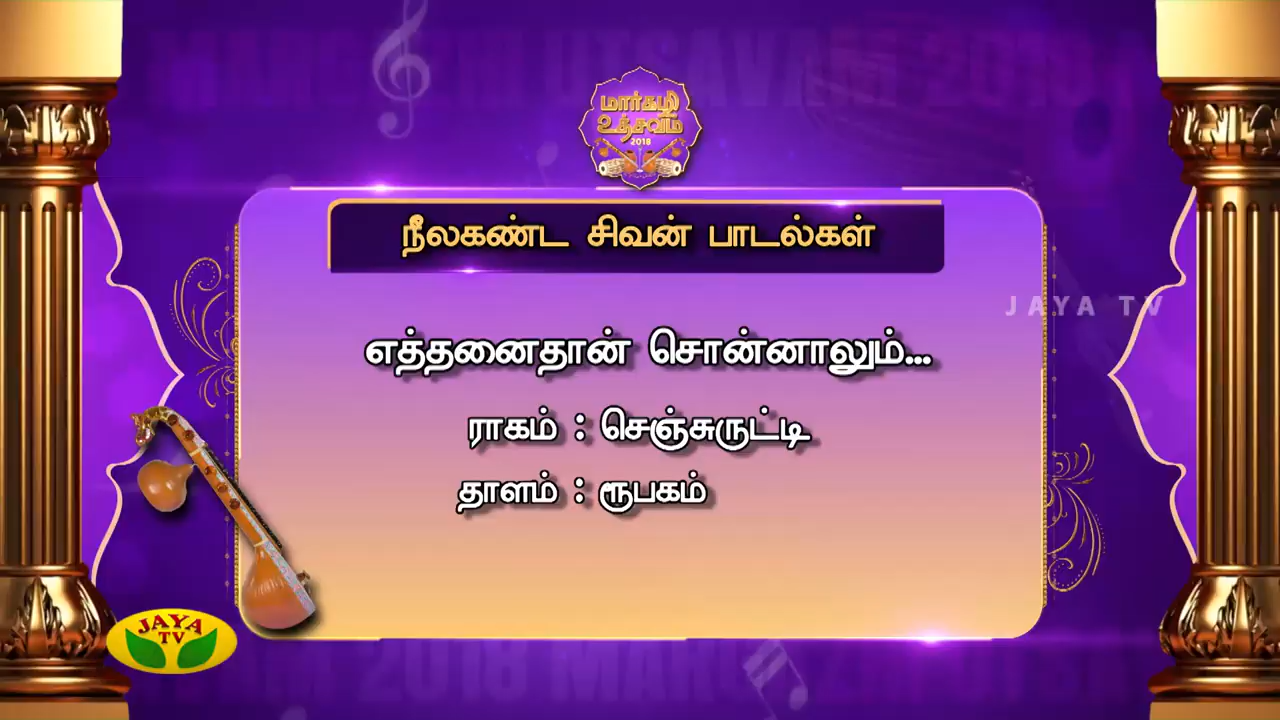 மார்கழி
உத்சவம்
2018
நீலகண்ட சிவன் பாடல்கள்
JAYA TV
எத்தனைதான் சொன்னாலும்...
ராகம் : செஞ்சுருட்டி
தாளம் : ரூபகம்
JAYA
TV